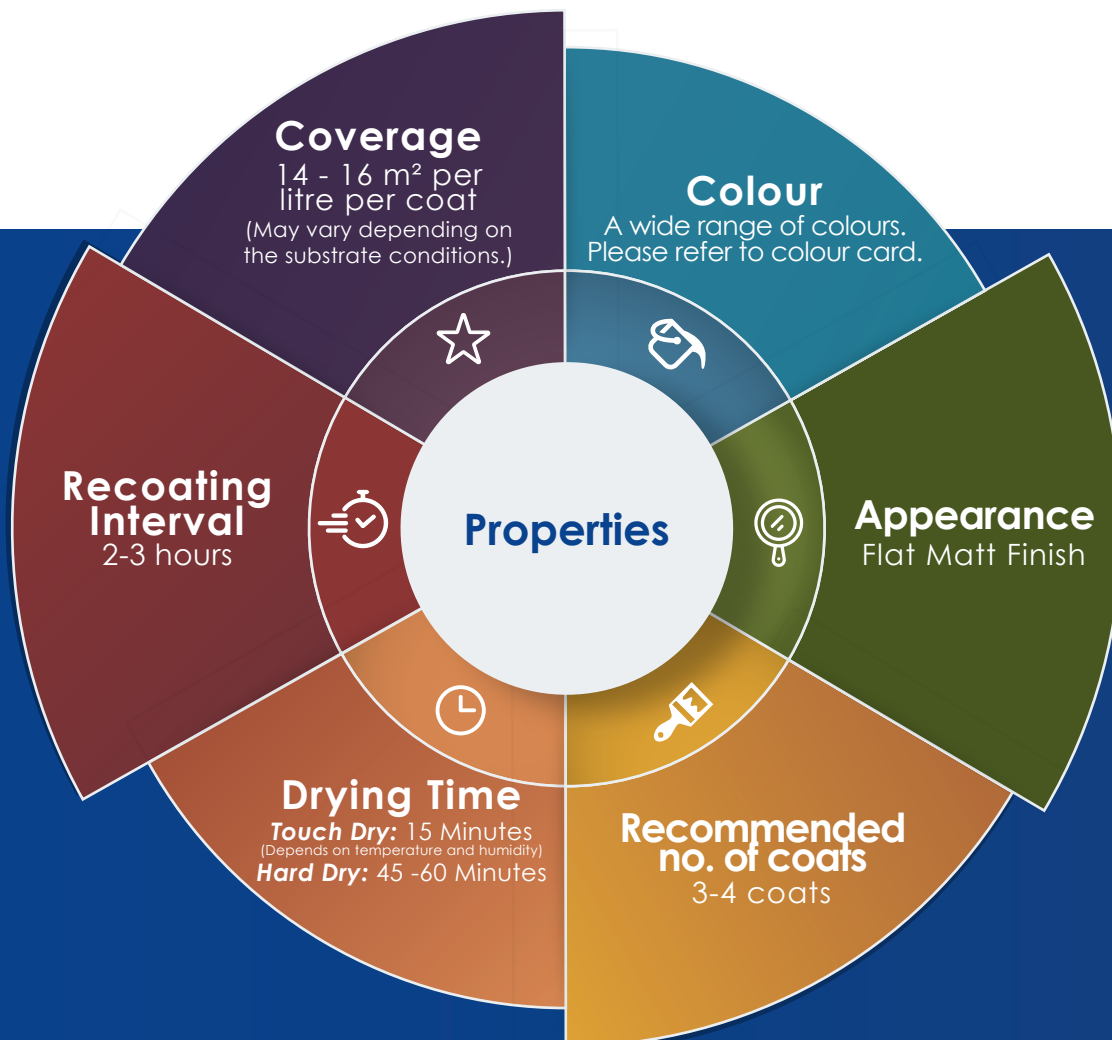 Coverage
14 - 16 m² per
litre per coat
(May vary depending on
the substrate conditions.)
Colour
A wide range of colours.
Please refer to colour card.
Recoating
Interval
2-3 hours
Properties
Appearance
Flat Matt Finish
Drying Time
Touch Dry: 15 Minutes
(Depends on temperature and humidity)
Hard Dry: 45 -60 Minutes
Recommended
no. of coats
3-4 coats